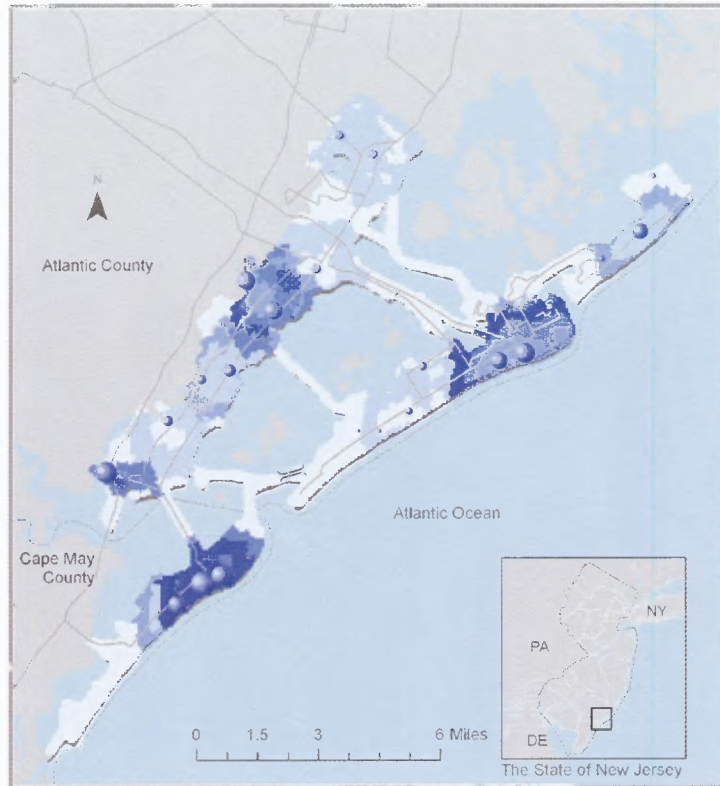 N
Atlantic County
Atlantic Ocean
Cape May
County
NY
PA
DE
0 1.5 3 6 Miles
The State of New Jersey